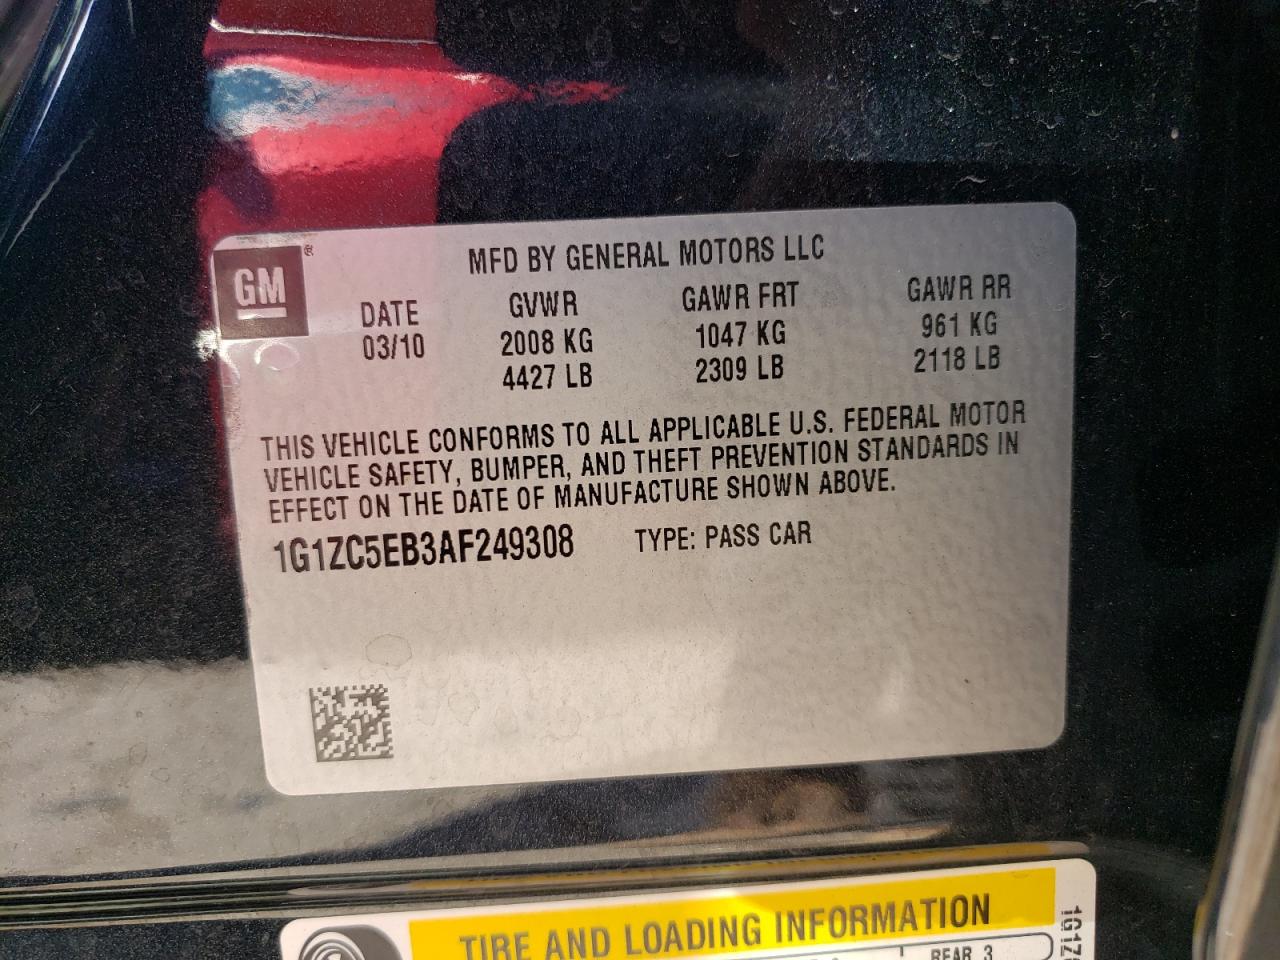 GM ®
MFD BY GENERAL MOTORS LLC
DATE GVWR GAWR FRT GAWR RR
03/10 2008 KG 1047 KG 961 KG
4427 LB 2309 LB 2118 LB
THIS VEHICLE CONFORMS TO ALL APPLICABLE U.S. FEDERAL MOTOR
VEHICLE SAFETY, BUMPER, AND THEFT PREVENTION STANDARDS IN
EFFECT ON THE DATE OF MANUFACTURE SHOWN ABOVE.
1G1ZC5EB3AF249308 TYPE: PASS CAR
TIRE AND LOADING INFORMATION
REAR 3